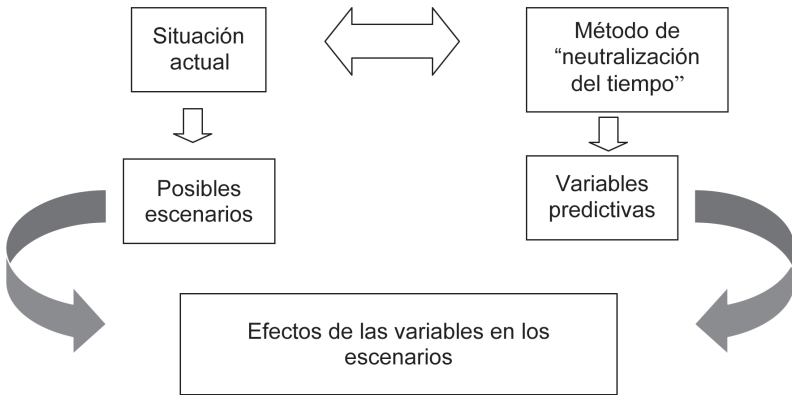 Situación
actual
Método de
“neutralización
del tiempo”
Posibles
escenarios
Variables
predictivas
Efectos de las variables en los
escenarios